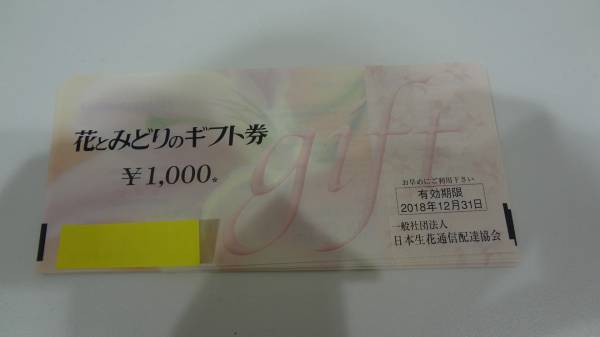 花とみどりのギフト券
¥1,000*
gift
お早めにご利用下さい
有効期限
2018年12月31日
一般社団法人
日本生花通信配達協会